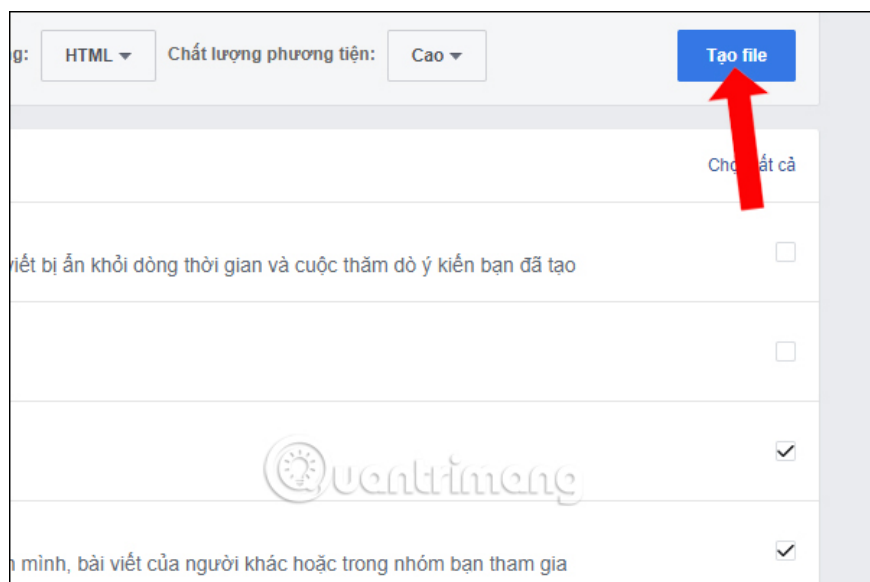 HTML Chất lượng phương tiện: Cao Tạo file
viết bị ẩn khỏi dòng thời gian và cuộc thăm dò ý kiến bạn đã tạo
Quantrimang
mình, bài viết của người khác hoặc trong nhóm bạn tham gia